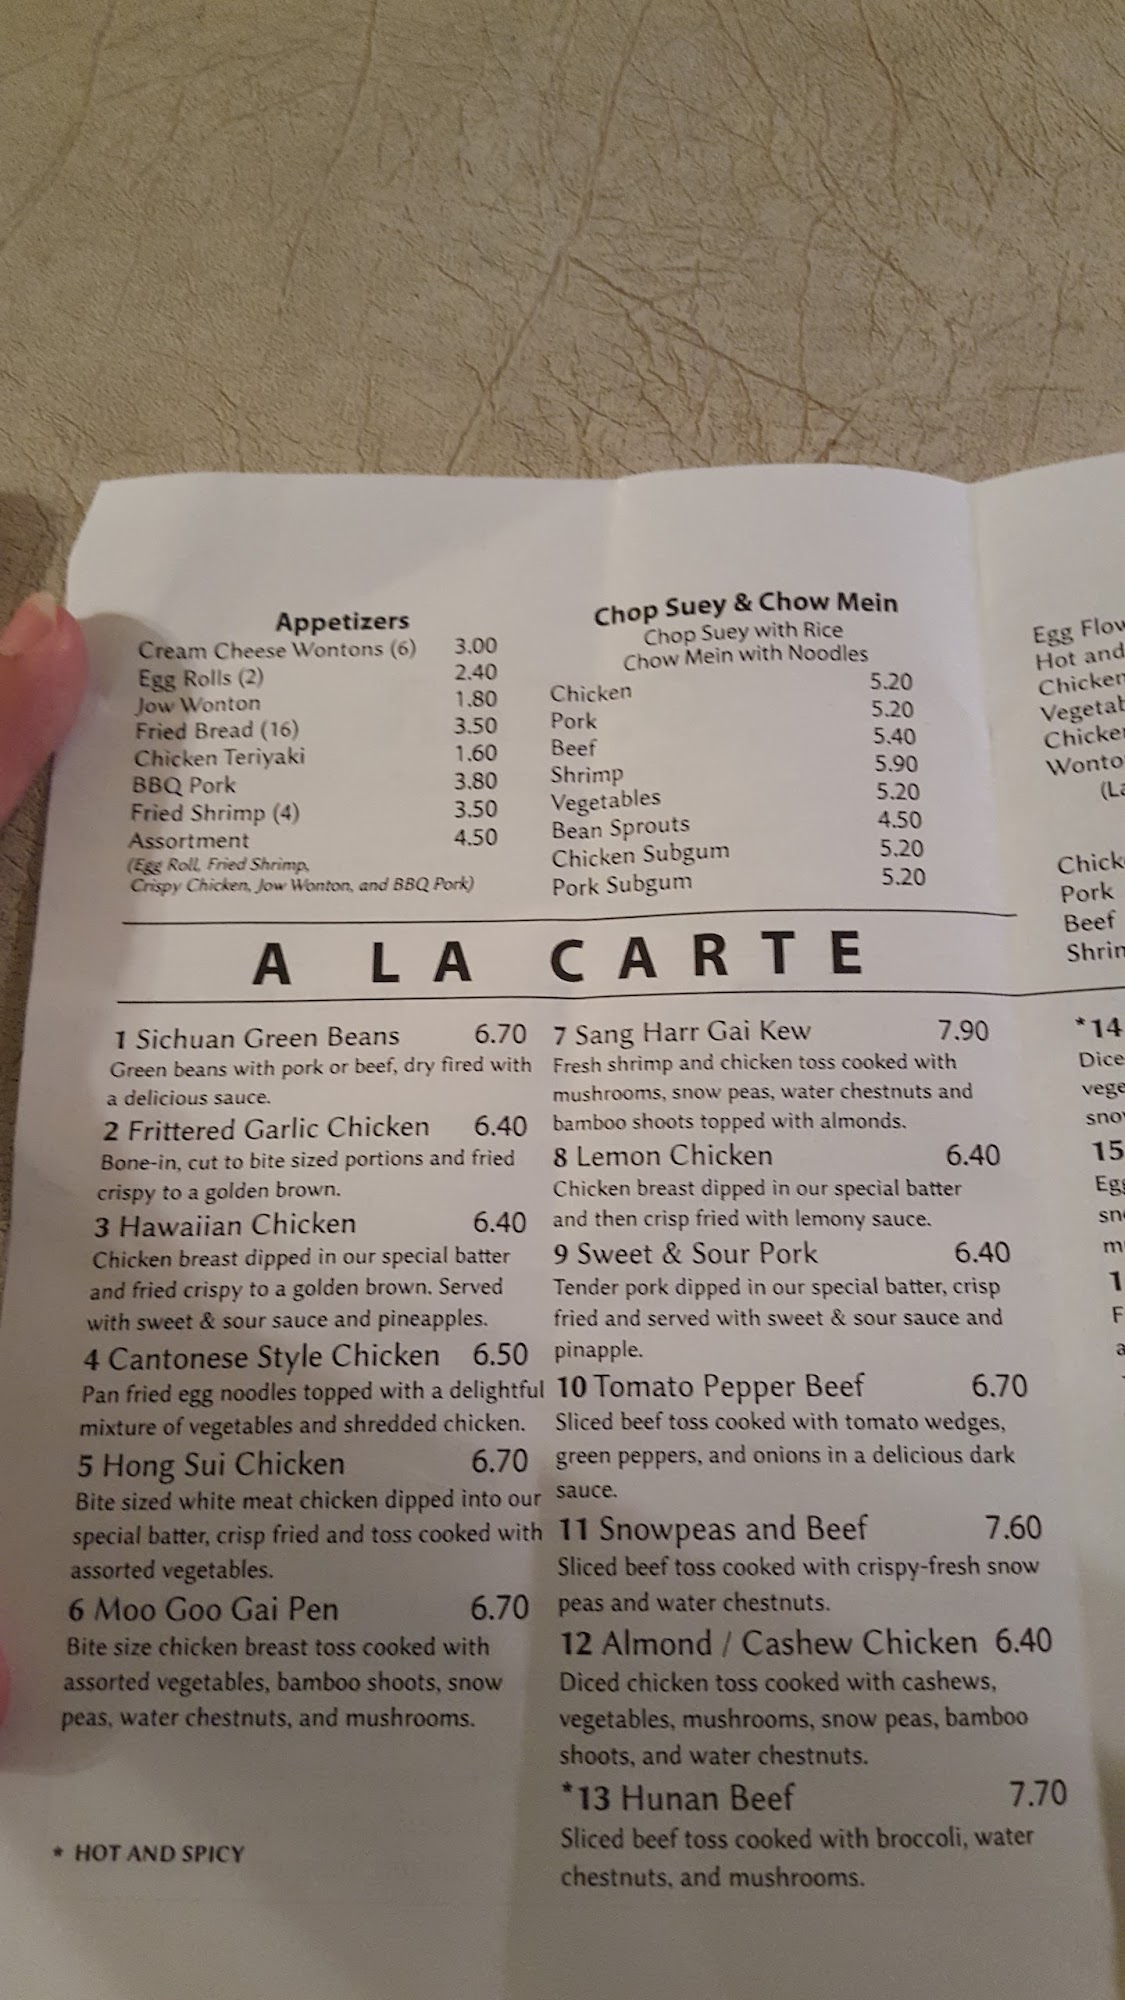 Appetizers
Cream Cheese Wontons (6) 3.00
Egg Rolls (2) 2.40
Jow Wonton 1.80
Fried Bread (16) 3.50
Chicken Teriyaki 1.60
BBQ Pork 3.80
Fried Shrimp (4) 3.50
Assortment 4.50
(Egg Roll, Fried Shrimp,
Crispy Chicken, Jow Wonton, and BBQ Pork)
Chop Suey & Chow Mein
Chop Suey with Rice
Chow Mein with Noodles
Chicken 5.20
Pork 5.20
Beef 5.40
Shrimp 5.90
Vegetables 5.20
Bean Sprouts 4.50
Chicken Subgum 5.20
Pork Subgum 5.20
Egg
Hot and
Chicken
Pork
Beef
A LA CARTE
1 Sichuan Green Beans 6.70
Green beans with pork or beef, dry fired with
a delicious sauce.
2 Frittered Garlic Chicken 6.40
Bone-in, cut to bite sized portions and fried
crispy to a golden brown.
3 Hawaiian Chicken 6.40
Chicken breast dipped in our special batter
and fried crispy to a golden brown. Served
with sweet & sour sauce and pineapples.
4 Cantonese Style Chicken 6.50
Pan fried egg noodles topped with a delightful
mixture of vegetables and shredded chicken.
5 Hong Sui Chicken 6.70
Bite sized white meat chicken dipped into our
special batter, crisp fried and toss cooked with
assorted vegetables.
6 Moo Goo Gai Pen 6.70
Bite size chicken breast toss cooked with
assorted vegetables, bamboo shoots, snow
peas, water chestnuts, and mushrooms.
* HOT AND SPICY
7 Sang Harr Gai Kew 7.90
Fresh shrimp and chicken toss cooked with
mushrooms, snow peas, water chestnuts and
bamboo shoots topped with almonds.
8 Lemon Chicken 6.40
Chicken breast dipped in our special batter
and then crisp fried with lemony sauce.
9 Sweet & Sour Pork 6.40
Tender pork dipped in our special batter, crisp
fried and served with sweet & sour sauce and
pinapple.
10 Tomato Pepper Beef 6.70
Sliced beef toss cooked with tomato wedges,
green peppers, and onions in a delicious dark
sauce.
11 Snowpeas and Beef 7.60
Sliced beef toss cooked with crispy-fresh snow
peas and water chestnuts.
12 Almond / Cashew Chicken 6.40
Diced chicken toss cooked with cashews,
vegetables, mushrooms, snow peas, bamboo
shoots, and water chestnuts.
*13 Hunan Beef 7.70
Sliced beef toss cooked with broccoli, water
chestnuts, and mushrooms.
*14
15